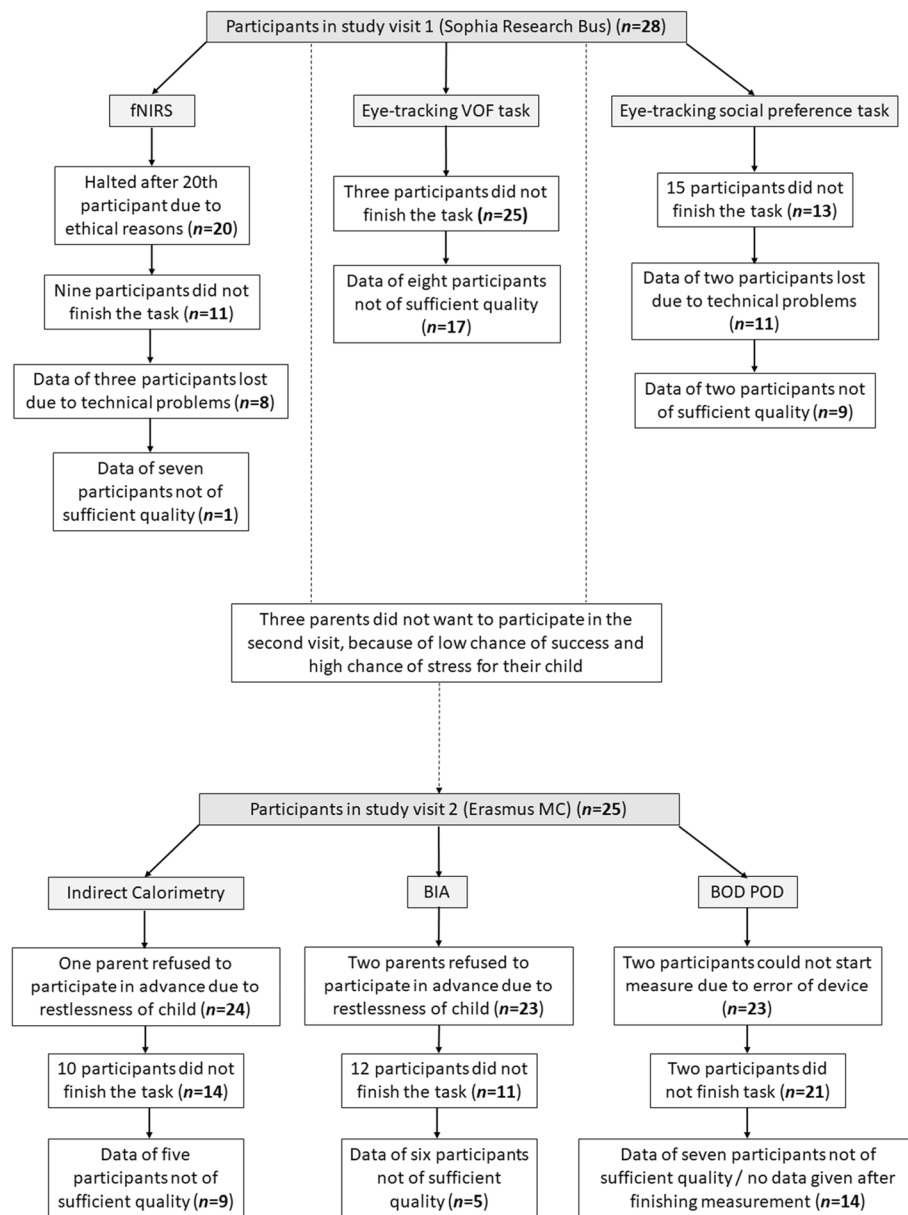 Participants in study visit 1 (Sophia Research Bus) (n=28)
fNIRS
Halted after 20th
participant due to
ethical reasons (n=20)
Nine participants did not
finish the task (n=11)
Data of three participants lost
due to technical problems (n=8)
Data of seven
participants not of
sufficient quality (n=1)
Eye-tracking VOF task
Three participants did not
finish the task (n=25)
Data of eight participants
not of sufficient quality
(n=17)
Eye-tracking social preference task
15 participants did not
finish the task (n=13)
Data of two participants lost
due to technical problems
(n=11)
Data of two participants not
of sufficient quality (n=9)
Three parents did not want to participate in the
second visit, because of low chance of success and
high chance of stress for their child
Participants in study visit 2 (Erasmus MC) (n=25)
Indirect Calorimetry
One parent refused to
participate in advance due to
restlessness of child (n=24)
10 participants did not
finish the task (n=14)
Data of five
participants not of
sufficient quality (n=9)
BIA
Two parents refused to
participate in advance due to
restlessness of child (n=23)
12 participants did not
finish the task (n=11)
Data of six participants
not of sufficient
quality (n=5)
BOD POD
Two participants could not start
measure due to error of device
(n=23)
Two participants did
not finish task (n=21)
Data of seven participants not of
sufficient quality / no data given after
finishing measurement (n=14)